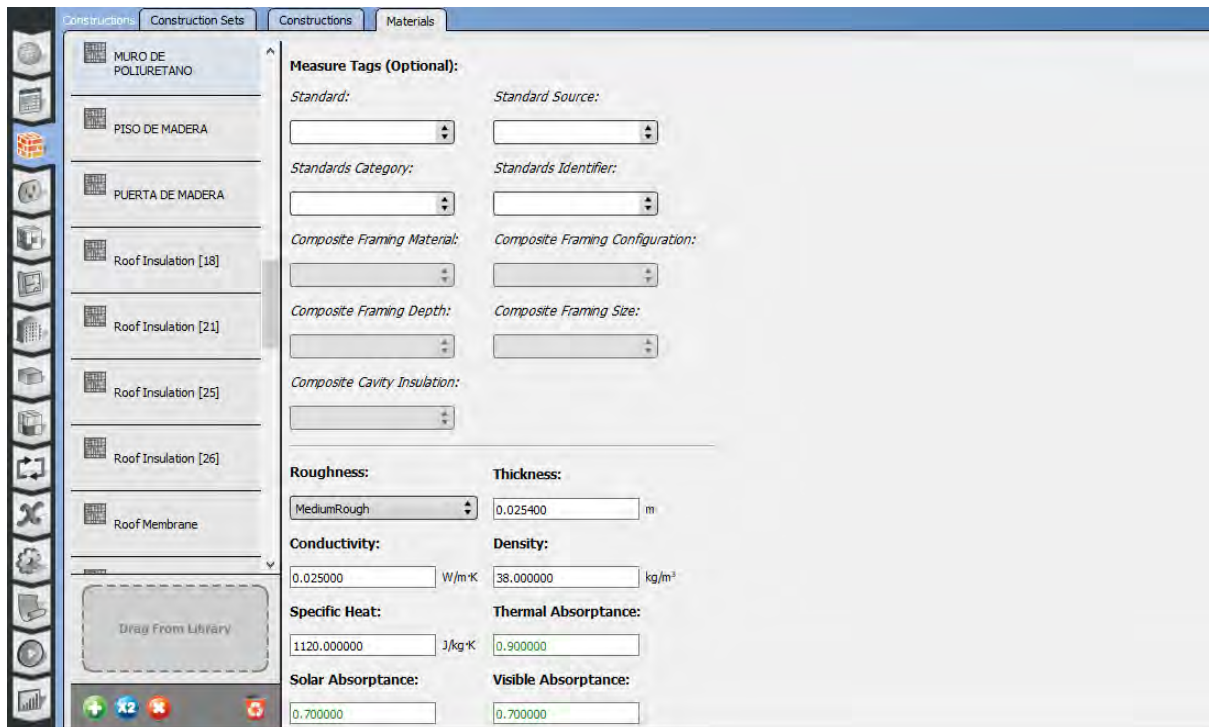 Constructions
Construction Sets
Constructions
Materials
MURO DE
POLIURETANO
PISO DE MADERA
PUERTA DE MADERA
Roof Insulation [18]
Roof Insulation [21]
Roof Insulation [25]
Roof Insulation [26]
Roof Membrane
Drag From Library
X2
Measure Tags (Optional):
Standard: Standard Source:
Standards Category: Standards Identifier:
Composite Framing Material: Composite Framing Configuration:
Composite Framing Depth: Composite Framing Size:
Composite Cavity Insulation:
Roughness: Thickness:
MediumRough 0.025400 m
Conductivity: Density:
0.025000 W/m·K 38.000000 kg/m³
Specific Heat: Thermal Absorptance:
1120.000000 J/kg·K 0.900000
Solar Absorptance: Visible Absorptance:
0.700000 0.700000